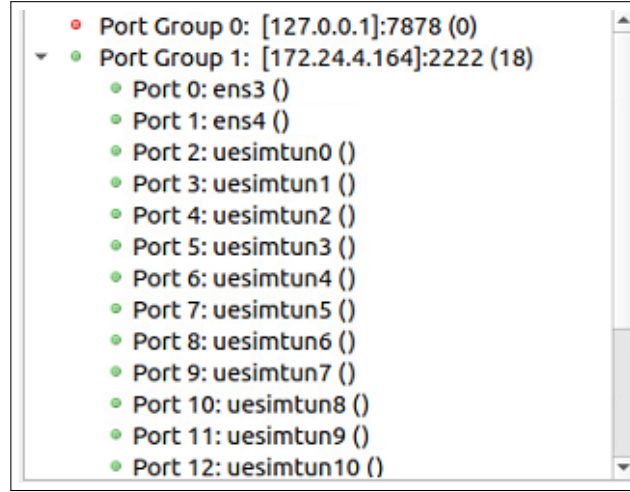 Port Group 0: [127.0.0.1]:7878 (0)
Port Group 1: [172.24.4.164]:2222 (18)
Port 0: ens3 ()
Port 1: ens4 ()
Port 2: uesimtun0 ()
Port 3: uesimtun1 ()
Port 4: uesimtun2 ()
Port 5: uesimtun3 ()
Port 6: uesimtun4 ()
Port 7: uesimtun5 ()
Port 8: uesimtun6 ()
Port 9: uesimtun7 ()
Port 10: uesimtun8 ()
Port 11: uesimtun9 ()
Port 12: uesimtun10 ()